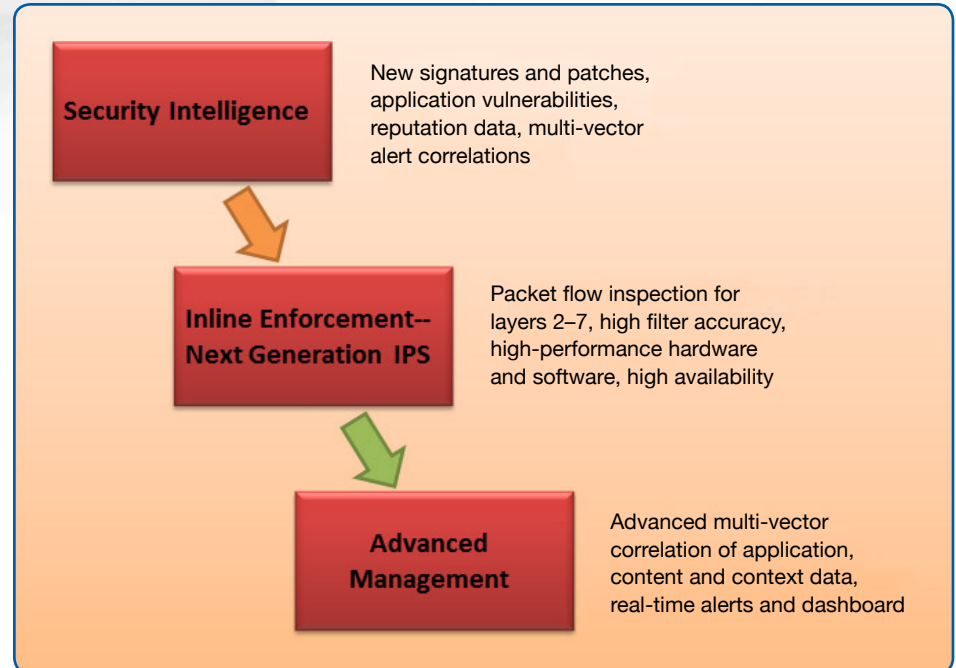 Security Intelligence
New signatures and patches,
application vulnerabilities,
reputation data, multi-vector
alert correlations
Inline Enforcement--
Next Generation IPS
Packet flow inspection for
layers 2–7, high filter accuracy,
high-performance hardware
and software, high availability
Advanced
Management
Advanced multi-vector
correlation of application,
content and context data,
real-time alerts and dashboard